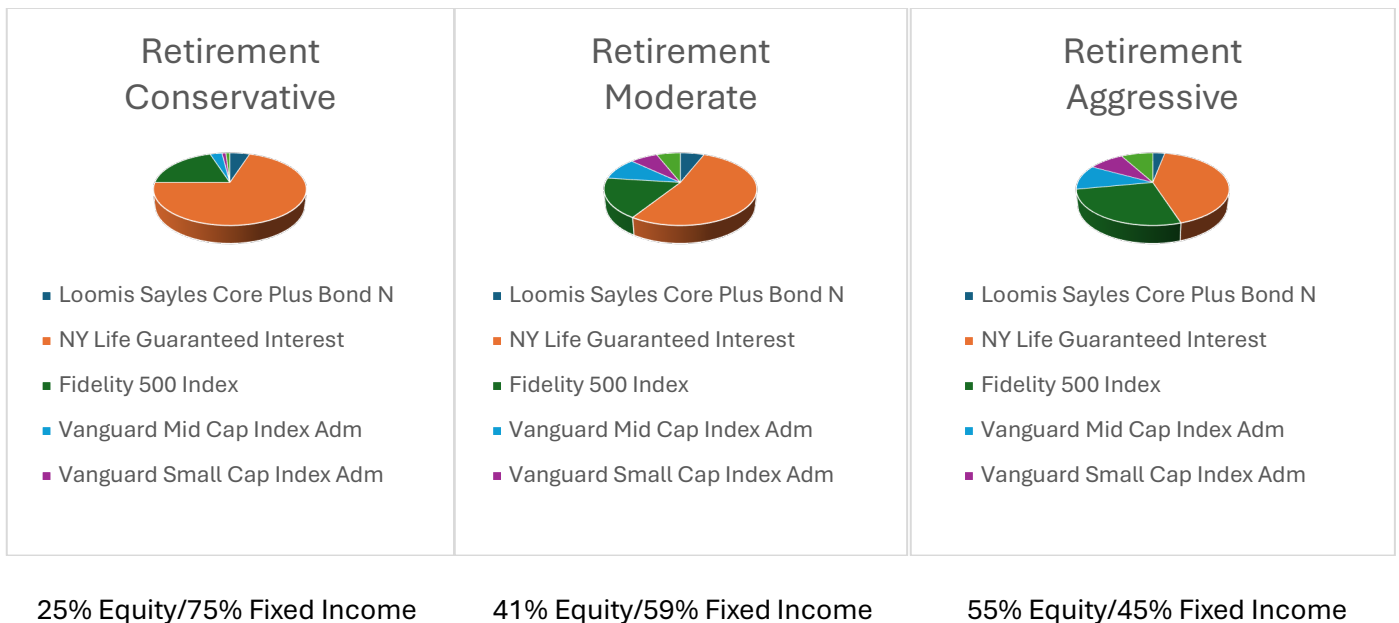 Retirement
Conservative
Loomis Sayles Core Plus Bond N
NY Life Guaranteed Interest
Fidelity 500 Index
Vanguard Mid Cap Index Adm
Vanguard Small Cap Index Adm
25% Equity/75% Fixed Income
Retirement
Moderate
Loomis Sayles Core Plus Bond N
NY Life Guaranteed Interest
Fidelity 500 Index
Vanguard Mid Cap Index Adm
Vanguard Small Cap Index Adm
41% Equity/59% Fixed Income
Retirement
Aggressive
Loomis Sayles Core Plus Bond N
NY Life Guaranteed Interest
Fidelity 500 Index
Vanguard Mid Cap Index Adm
Vanguard Small Cap Index Adm
55% Equity/45% Fixed Income